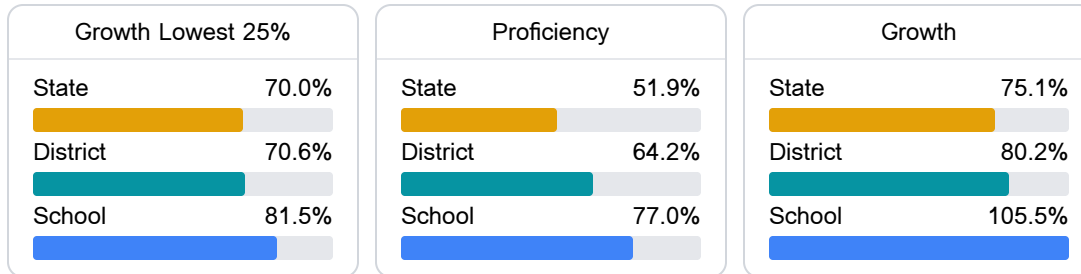 Growth Lowest 25%
State 70.0%
District 70.6%
School 81.5%
Proficiency
State 51.9%
District 64.2%
School 77.0%
Growth
State 75.1%
District 80.2%
School 105.5%